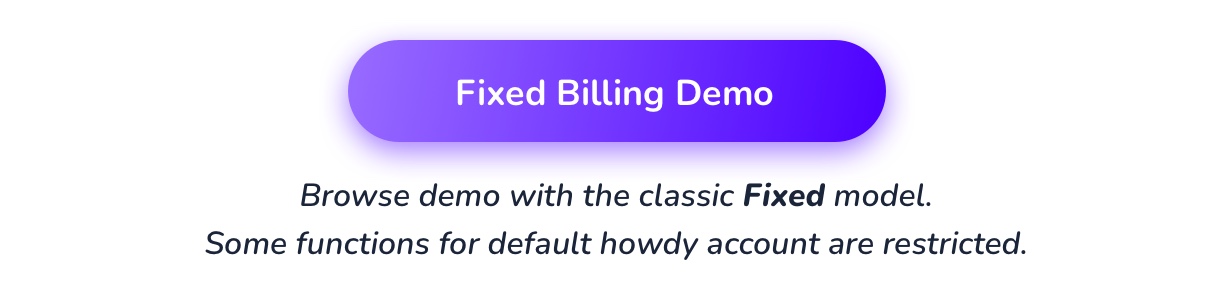 Fixed Billing Demo
Browse demo with the classic Fixed model.
Some functions for default howdy account are restricted.